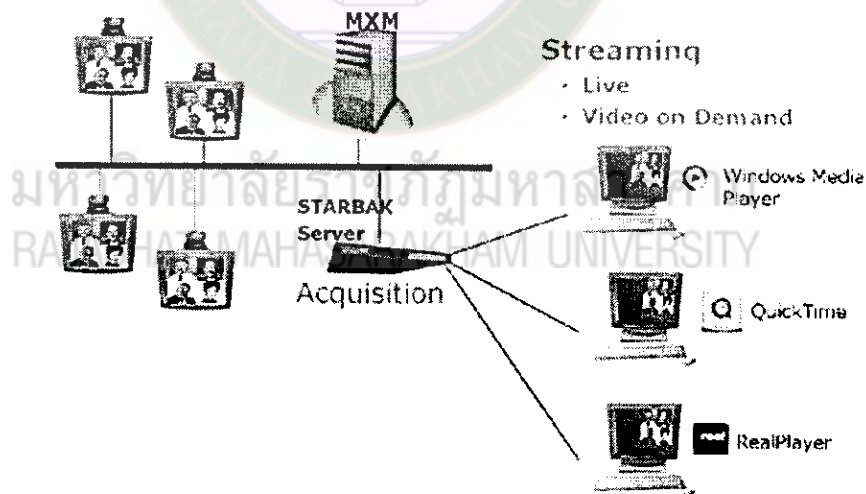 MXM
Streaming
· Live
· Video on Demand
Windows Media
Player
STARBAK
Server
Acquisition
QuickTime
real
RealPlayer
มหาวิทยาลัยราชภัฏมหาสารคาม
RAJABHAT MAHASARAKHAM UNIVERSITY